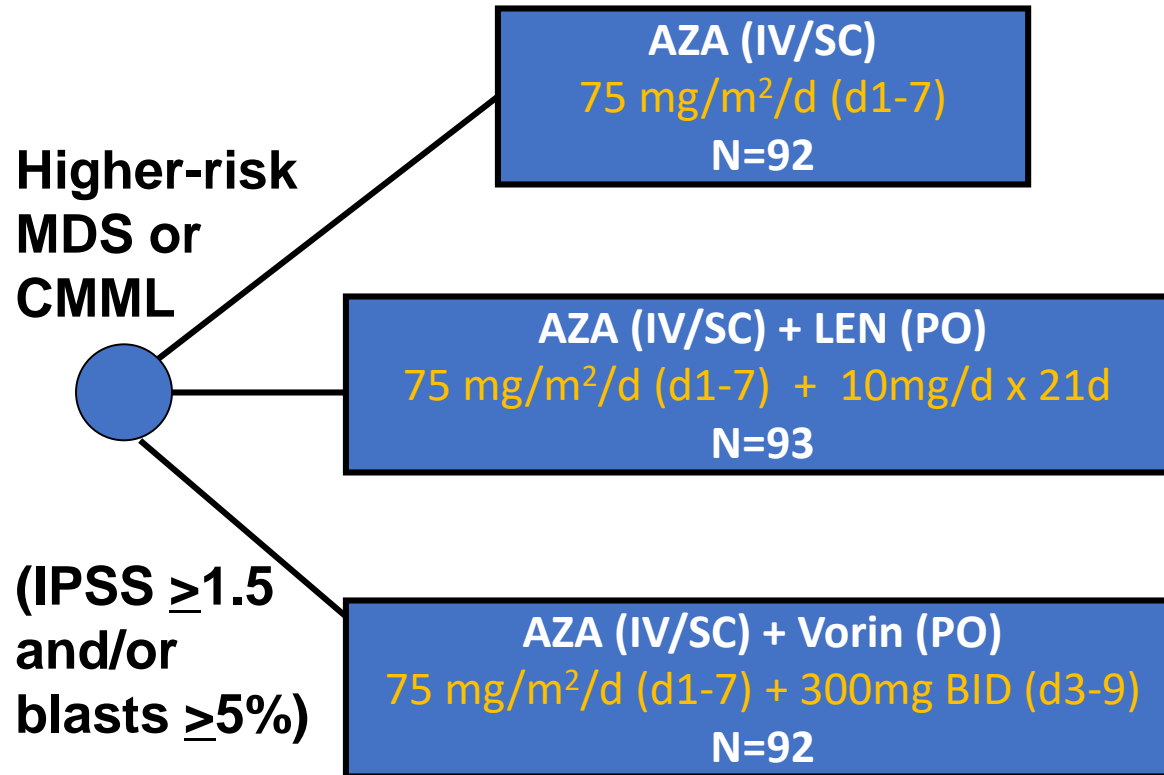 Higher-risk
MDS or
CMML
(IPSS ≥1.5
and/or
blasts ≥5%)
AZA (IV/SC)
75 mg/m²/d (d1-7)
N=92
AZA (IV/SC) + LEN (PO)
75 mg/m²/d (d1-7) + 10mg/d x 21d
N=93
AZA (IV/SC) + Vorin (PO)
75 mg/m²/d (d1-7) + 300mg BID (d3-9)
N=92